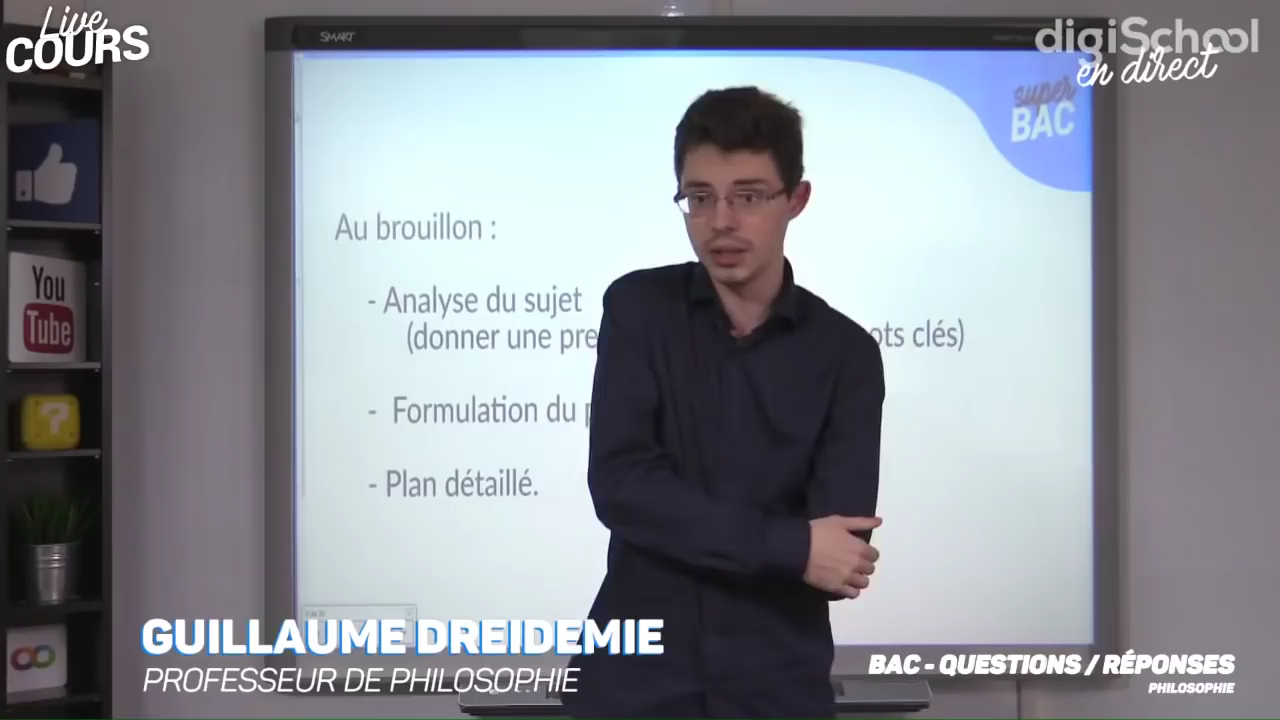 Live
COURS
SMART
digiSchool
en direct
super
BAC
Au brouillon :
- Analyse du sujet
(donner une ots clés)
- Formulation du
- Plan détaillé.
You
Tube
?
GUILLAUME DREIDEMIE
PROFESSEUR DE PHILOSOPHIE
BAC - QUESTIONS / RÉPONSES
PHILOSOPHIE